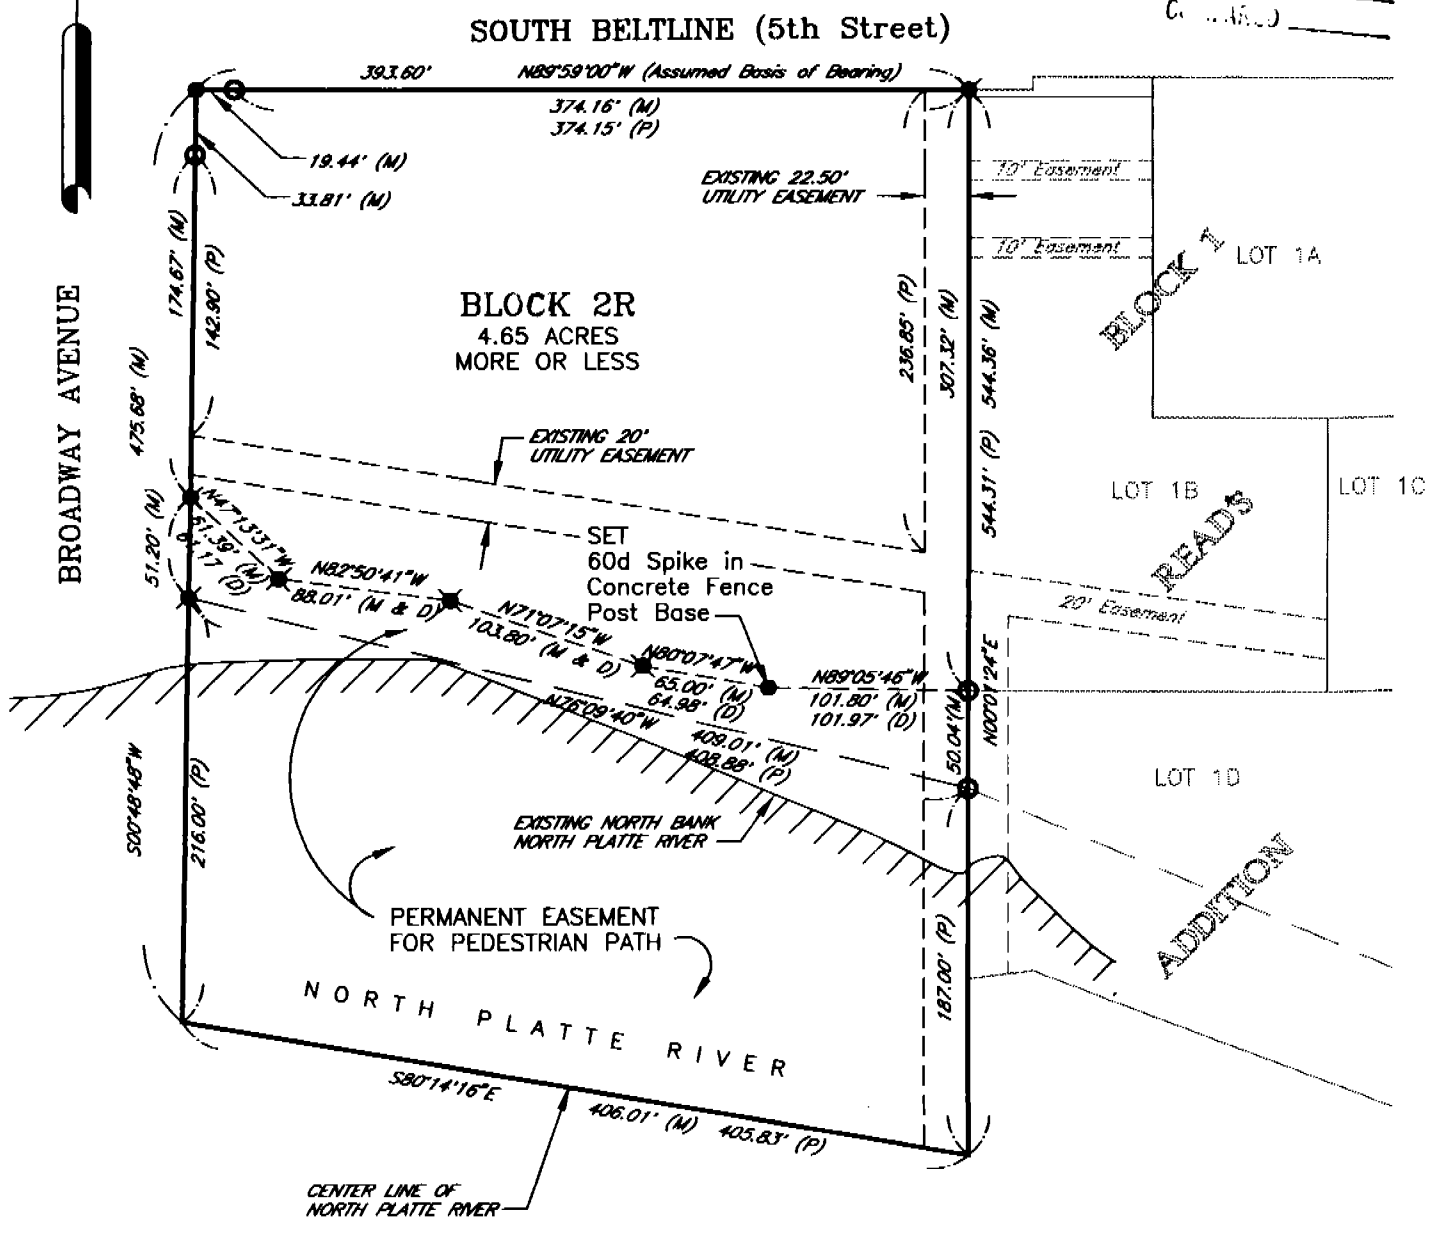 SOUTH BELTLINE (5th Street)
393.60' N89°59'00"W (Assumed Basis of Bearing)
374.16' (M)
374.15' (P)
19.44' (M)
33.81' (M)
EXISTING 22.50'
UTILITY EASEMENT
10' Easement
10' Easement
BLOCK 1
LOT 1A
174.67' (M)
142.90' (P)
BROADWAY AVENUE
475.68' (M)
BLOCK 2R
4.65 ACRES
MORE OR LESS
236.85' (P)
307.32' (M)
544.36' (M)
544.31' (P)
EXISTING 20'
UTILITY EASEMENT
LOT 1B
LOT 1C
READ'S
51.20' (M)
N47°13'31"W
51.39' (M)
(D)
N82°50'41"W
88.01' (M & D)
SET
60d Spike in
Concrete Fence
Post Base
N71°07'15"W
103.80' (M & D)
N80°07'47"W
65.00' (M)
64.98' (D)
N89°05'46"W
101.80' (M)
101.97' (D)
20' Easement
N00°01'24"E
50.04'(M)
N76°09'40"W
409.01' (M)
408.88' (P)
LOT 1D
S00°48'48"W
216.00' (P)
EXISTING NORTH BANK
NORTH PLATTE RIVER
ADDITION
PERMANENT EASEMENT
FOR PEDESTRIAN PATH
187.00' (P)
NORTH PLATTE RIVER
S80°14'16"E
406.01' (M) 405.83' (P)
CENTER LINE OF
NORTH PLATTE RIVER